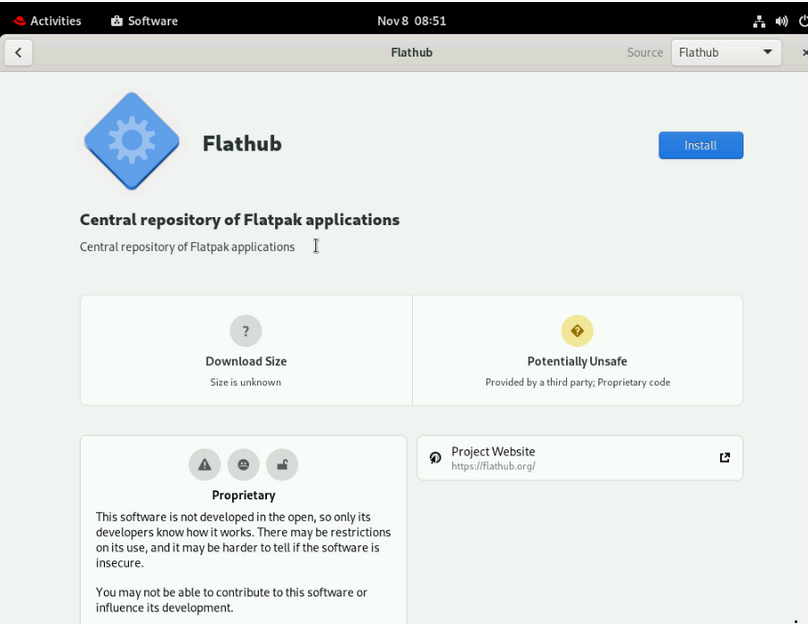 Activities Software Nov 8 08:51
Flathub Source Flathub
Flathub
Install
Central repository of Flatpak applications
Central repository of Flatpak applications
?
Download Size
Size is unknown
Potentially Unsafe
Provided by a third party; Proprietary code
Proprietary
This software is not developed in the open, so only its
developers know how it works. There may be restrictions
on its use, and it may be harder to tell if the software is
insecure.
You may not be able to contribute to this software or
influence its development.
Project Website
https://flathub.org/